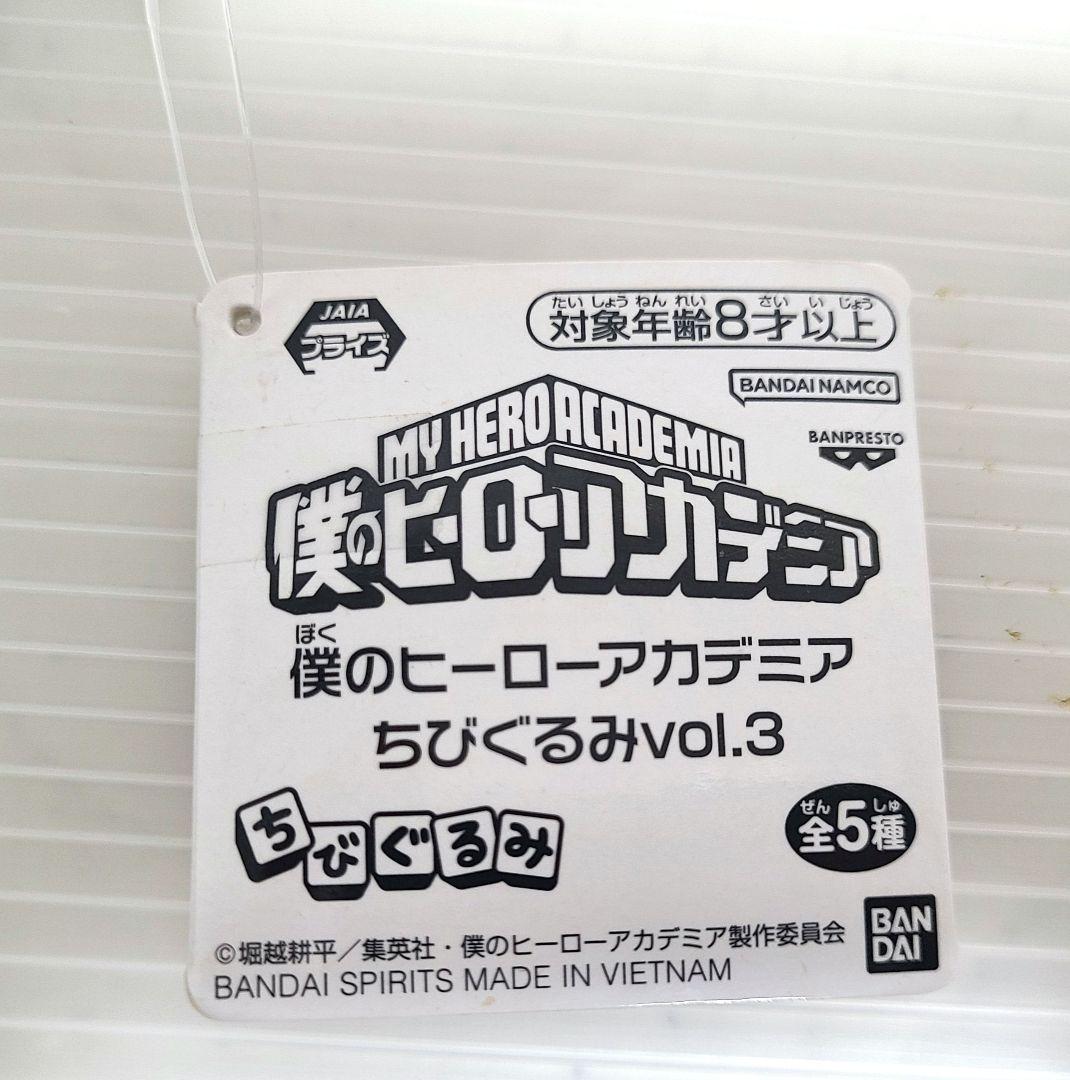 JAIA
プライズ
たいしょうねんれい さいいじょう
対象年齢8才以上
BANDAI NAMCO
BANPRESTO
MY HERO ACADEMIA
僕のヒーローアカデミア
ぼく
僕のヒーローアカデミア
ちびぐるみvol.3
ちびぐるみ
ぜん しゅ
全5種
©堀越耕平／集英社・僕のヒーローアカデミア製作委員会
BANDAI SPIRITS MADE IN VIETNAM
BAN
DAI